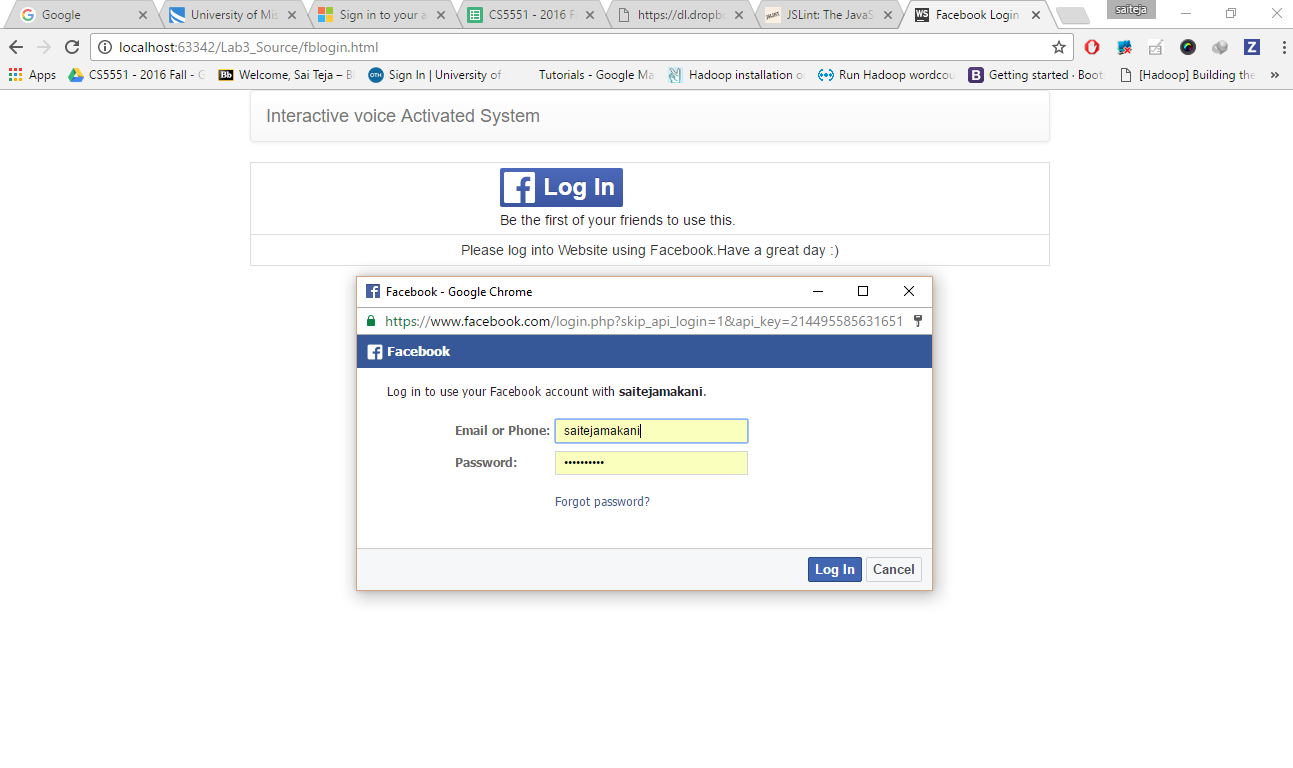 Google University of Mis Sign in to your a CS5551 - 2016 F https://dl.dropb JSLint: The JavaS WS Facebook Login saiteja
localhost:63342/Lab3_Source/fblogin.html
Apps CS5551 - 2016 Fall - G Bb Welcome, Sai Teja – B OTH Sign In | University of Tutorials - Google Ma Hadoop installation o Run Hadoop wordcou B Getting started · Boot [Hadoop] Building the »
Interactive voice Activated System
f Log In
Be the first of your friends to use this.
Please log into Website using Facebook.Have a great day :)
Facebook - Google Chrome
https://www.facebook.com/login.php?skip_api_login=1&api_key=214495585631651
Facebook
Log in to use your Facebook account with saitejamakani.
Email or Phone: saitejamakani
Password: ••••••••••
Forgot password?
Log In Cancel